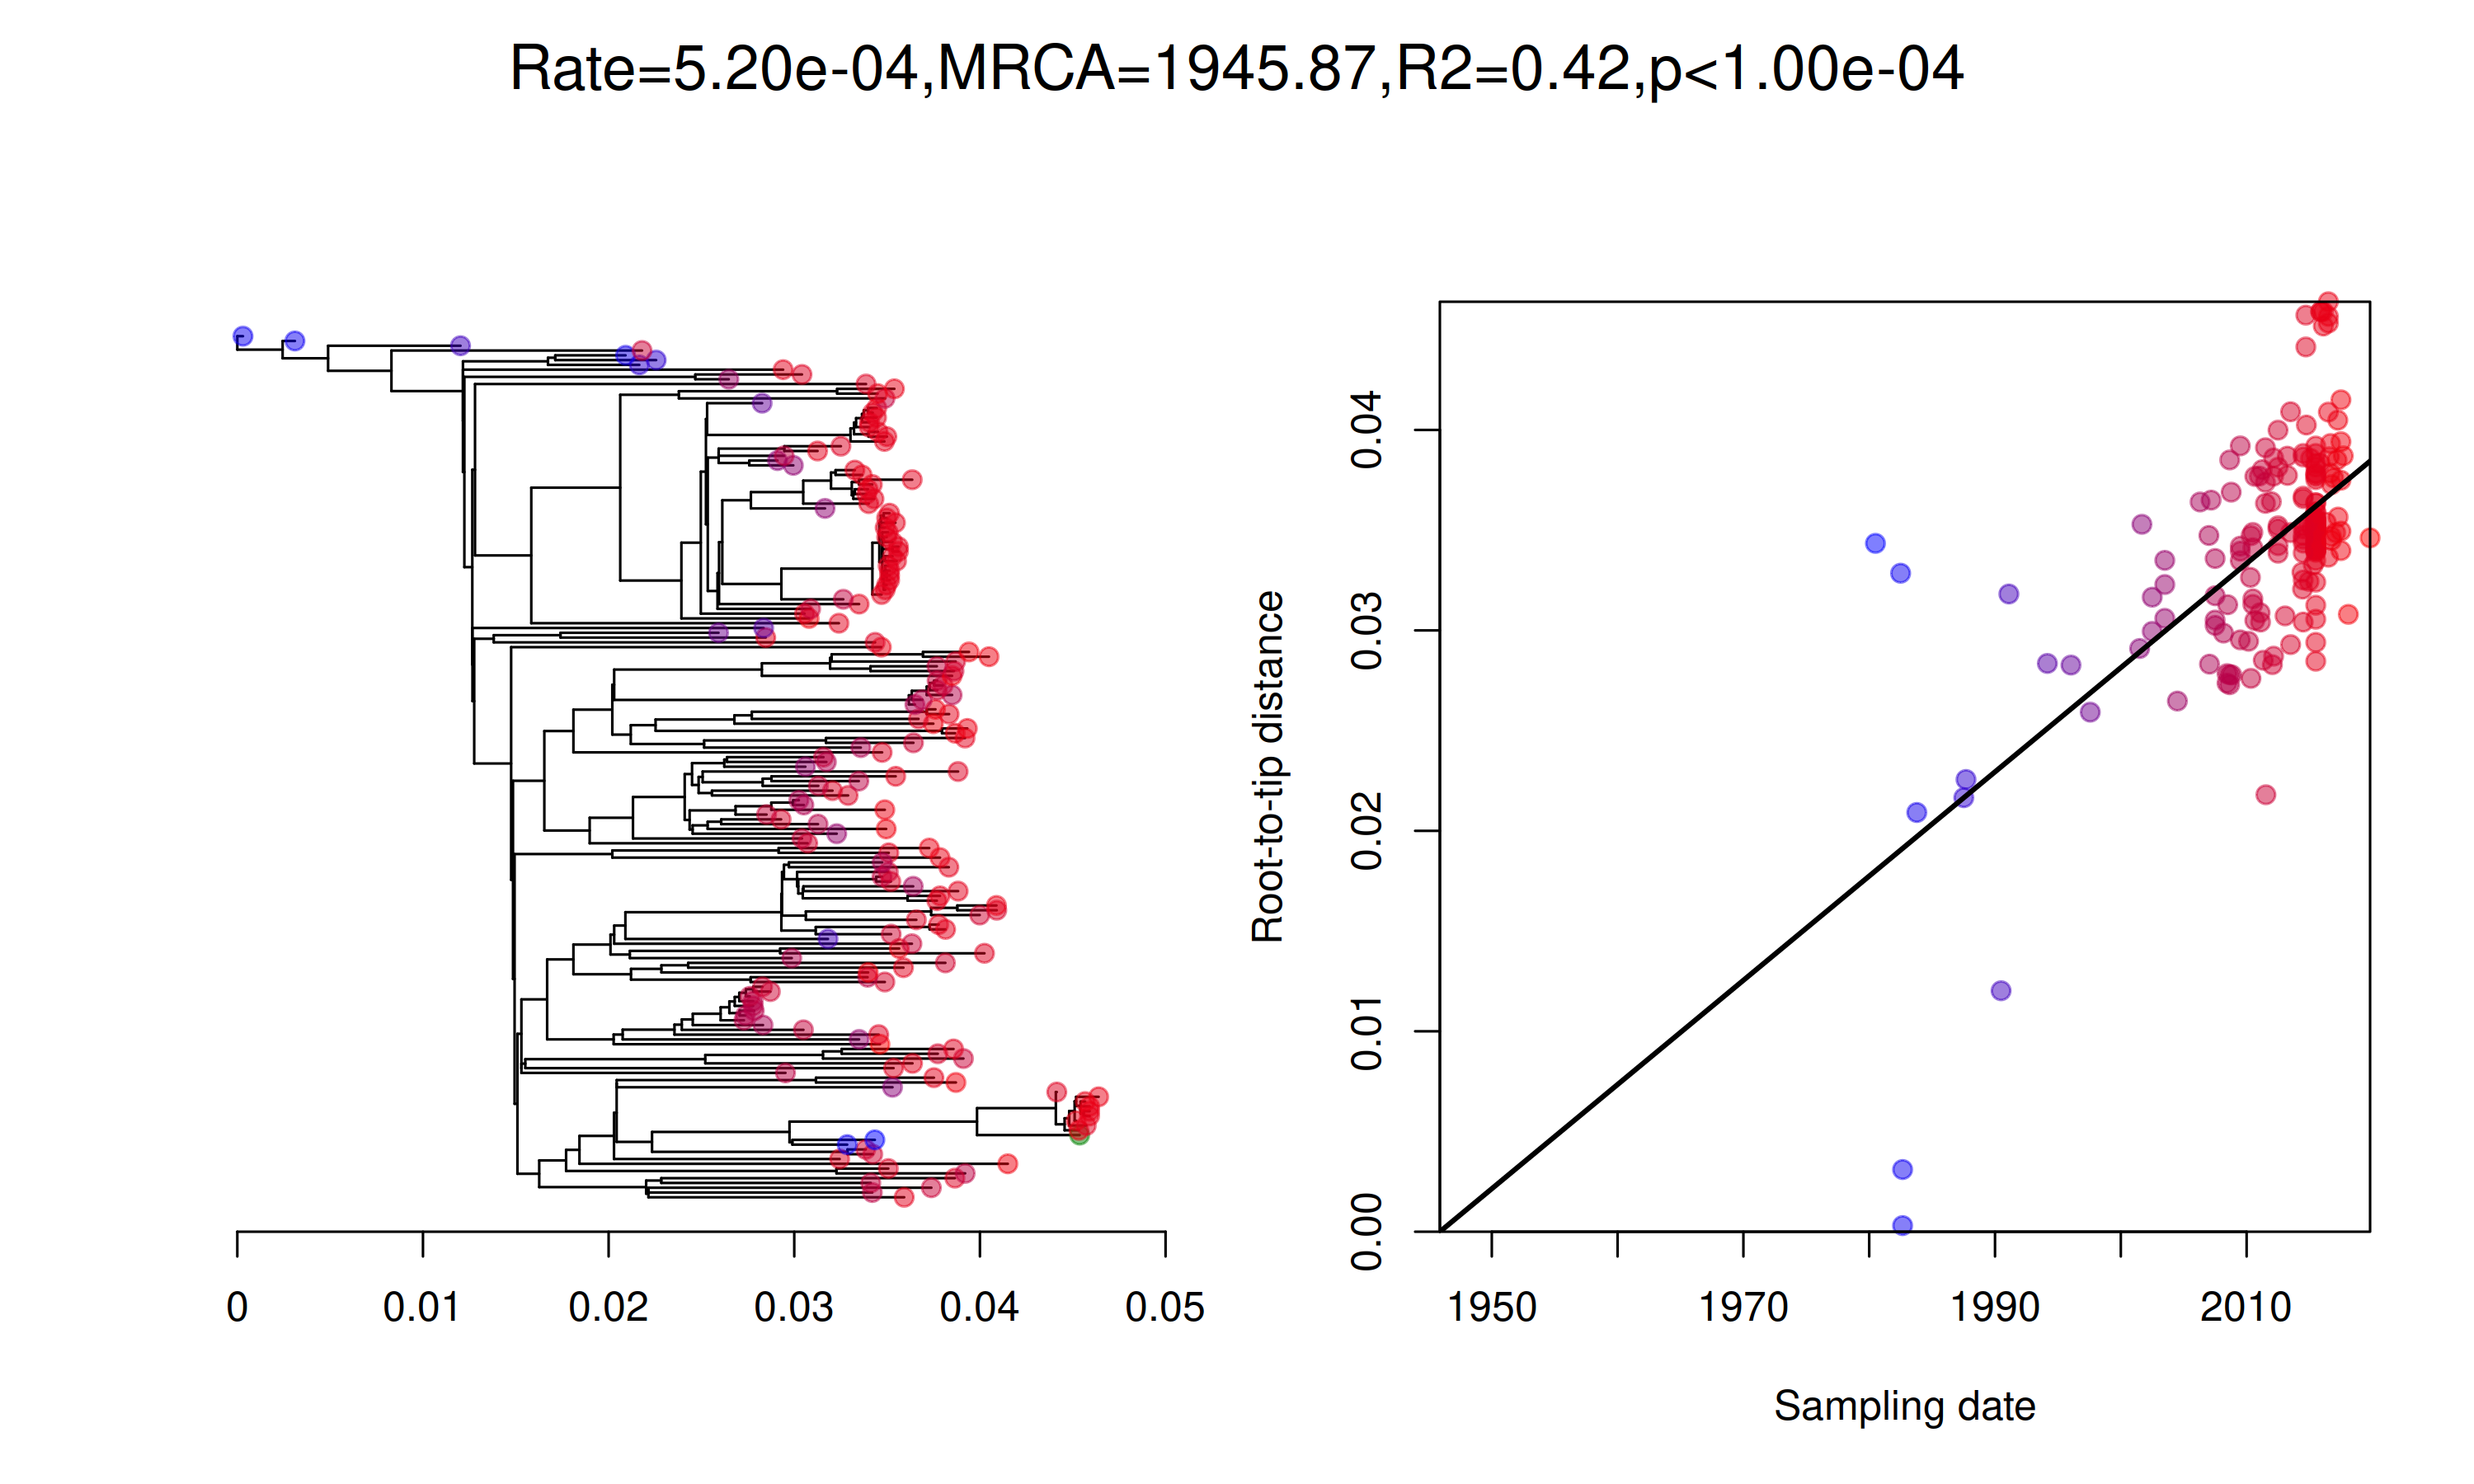 Rate=5.20e-04,MRCA=1945.87,R2=0.42,p<1.00e-04
0 0.01 0.02 0.03 0.04 0.05
Root-to-tip distance
0.00 0.01 0.02 0.03 0.04
1950 1970 1990 2010
Sampling date